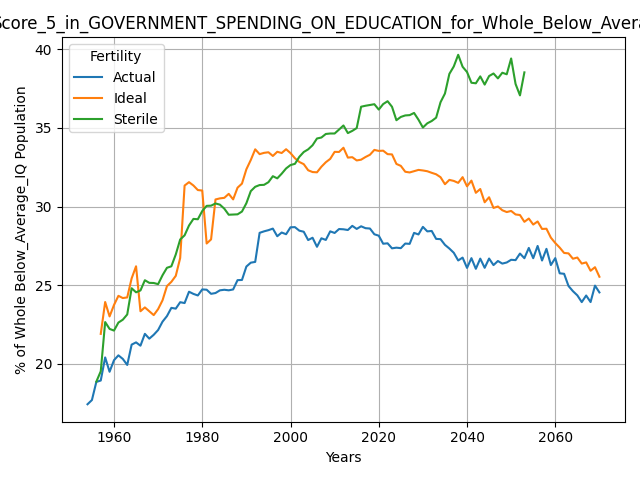 Score_5_in_GOVERNMENT_SPENDING_ON_EDUCATION_for_Whole_Below_Avera
Fertility
Actual
Ideal
Sterile
% of Whole Below_Average_IQ Population
40
35
30
25
20
1960 1980 2000 2020 2040 2060
Years